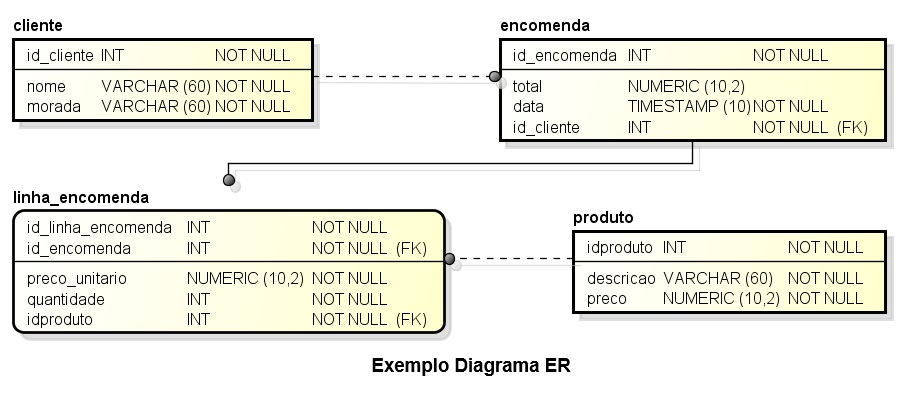 cliente
id_cliente INT NOT NULL
nome VARCHAR (60) NOT NULL
morada VARCHAR (60) NOT NULL
encomenda
id_encomenda INT NOT NULL
total NUMERIC (10,2)
data TIMESTAMP (10) NOT NULL
id_cliente INT NOT NULL (FK)
linha_encomenda
id_linha_encomenda INT NOT NULL
id_encomenda INT NOT NULL (FK)
preco_unitario NUMERIC (10,2) NOT NULL
quantidade INT NOT NULL
idproduto INT NOT NULL (FK)
produto
idproduto INT NOT NULL
descricao VARCHAR (60) NOT NULL
preco NUMERIC (10,2) NOT NULL
Exemplo Diagrama ER